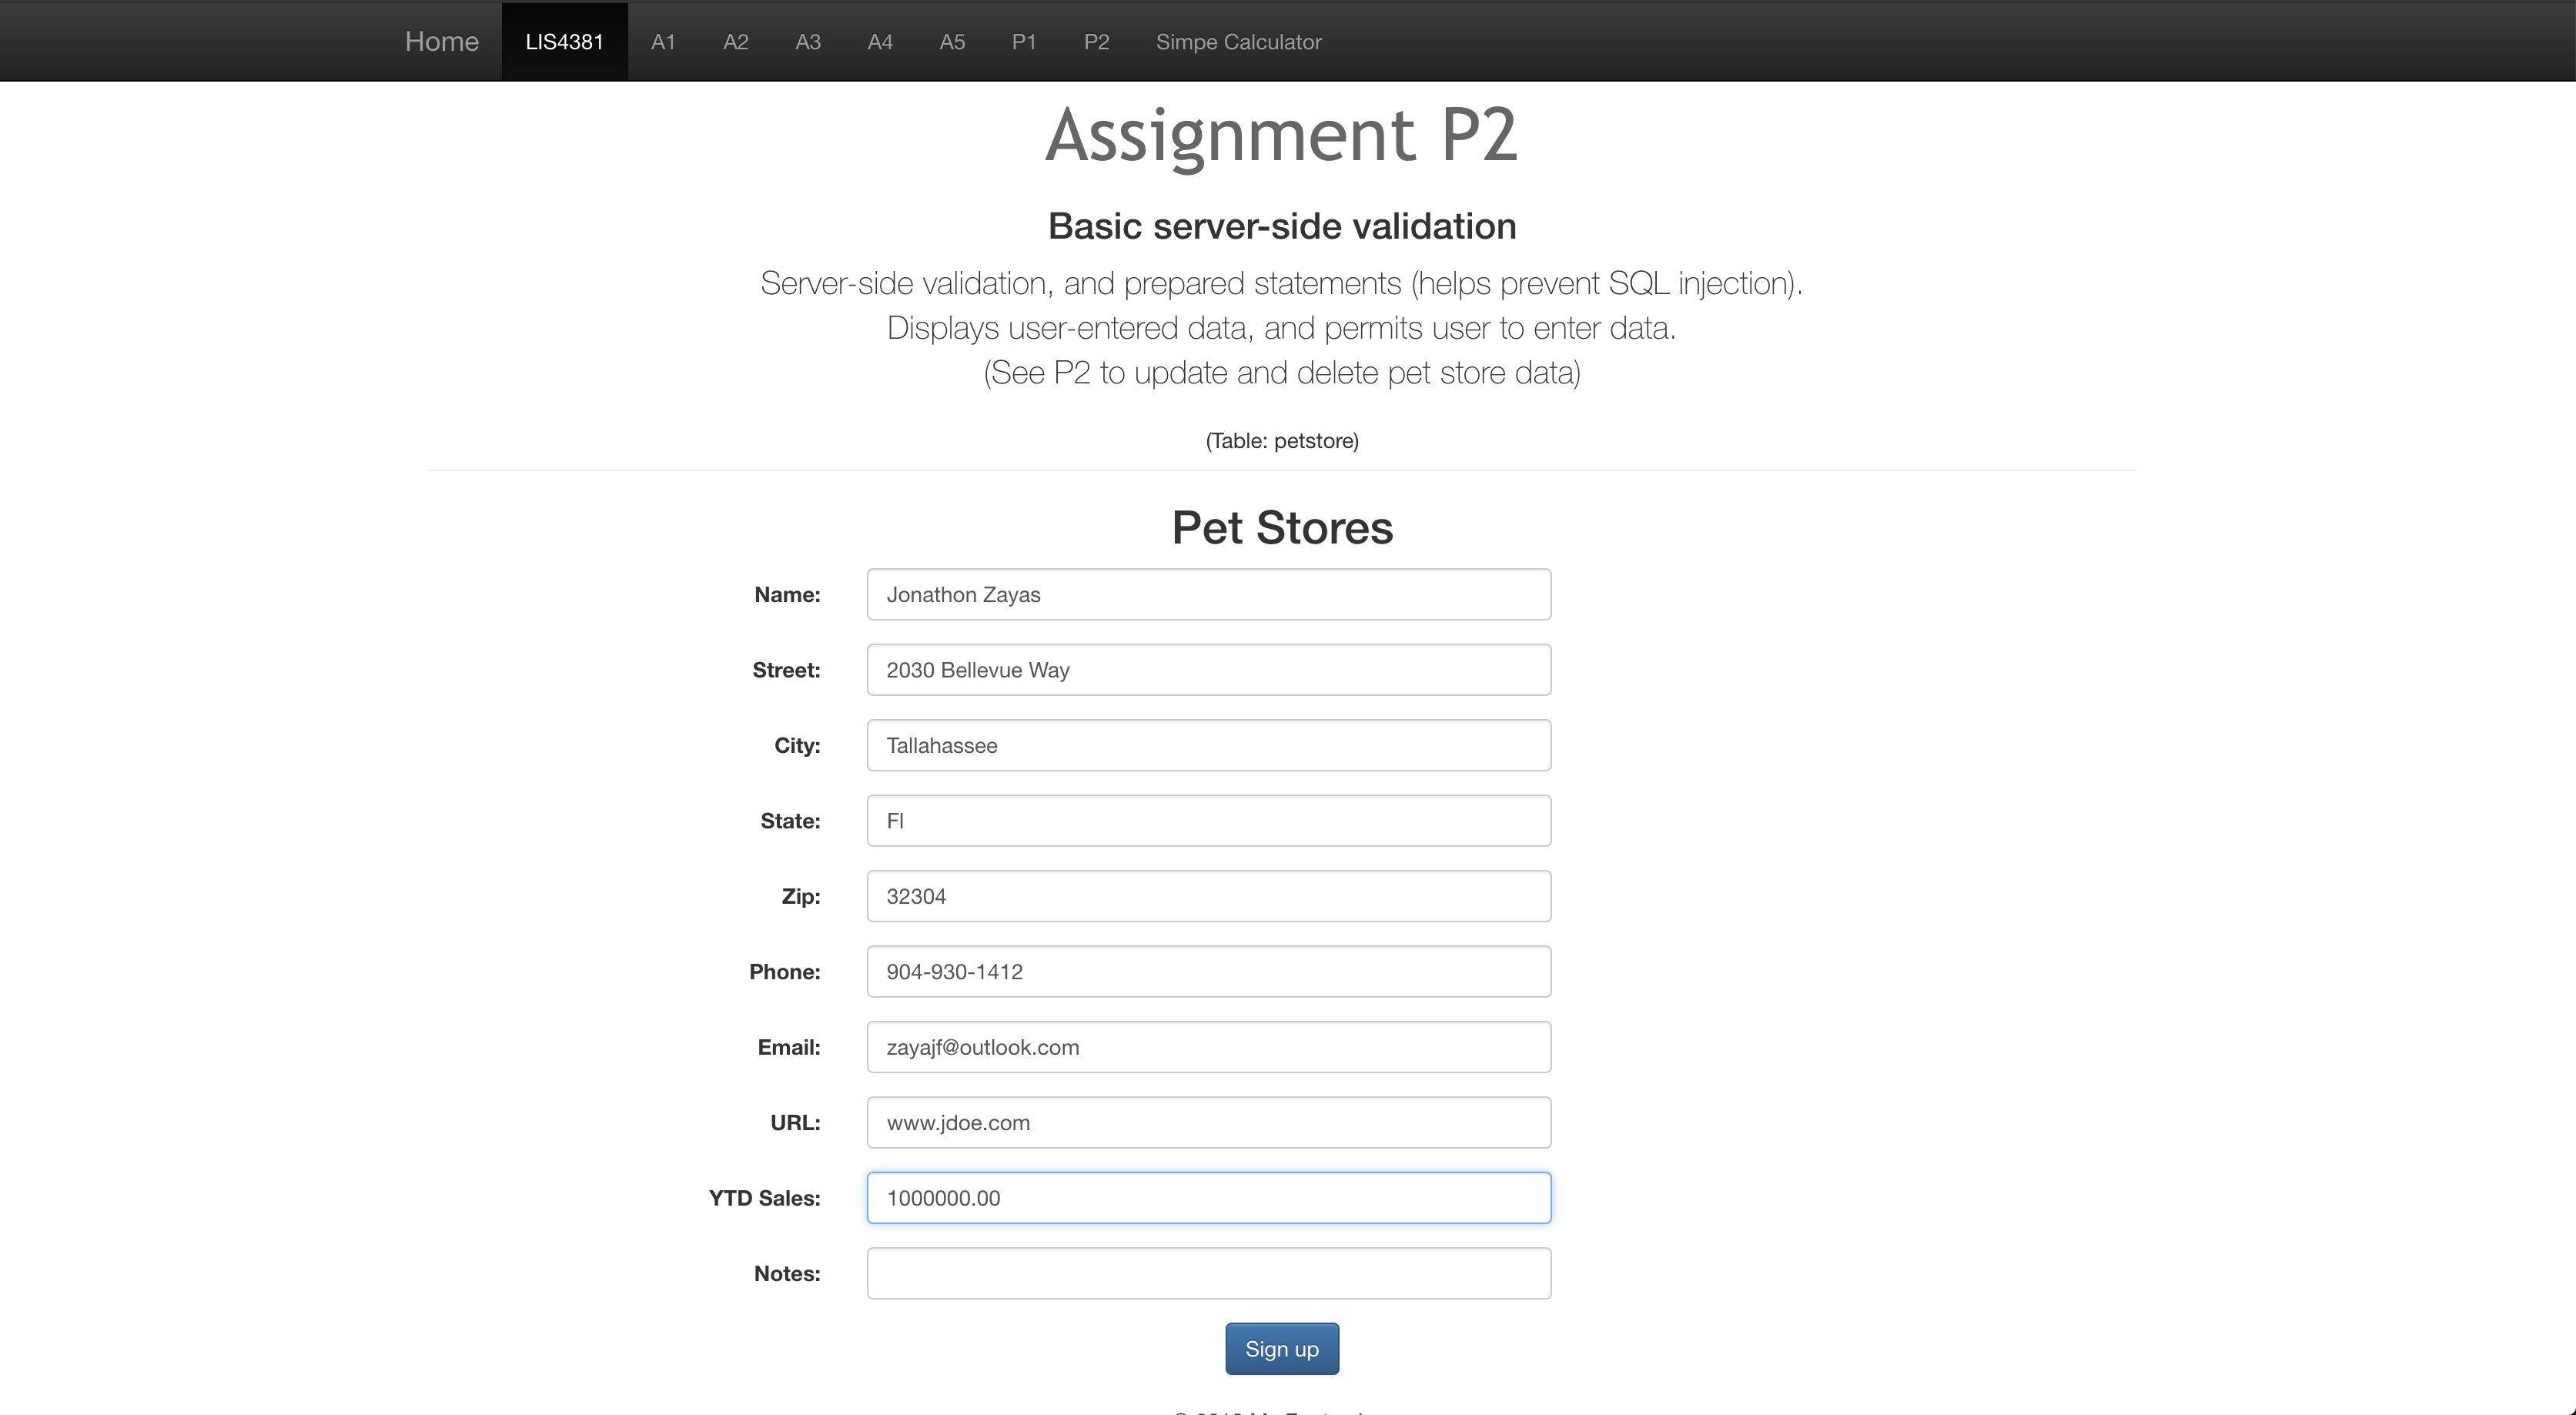 Home LIS4381 A1 A2 A3 A4 A5 P1 P2 Simpe Calculator
Assignment P2
Basic server-side validation
Server-side validation, and prepared statements (helps prevent SQL injection).
Displays user-entered data, and permits user to enter data.
(See P2 to update and delete pet store data)
(Table: petstore)
Pet Stores
Name: Jonathon Zayas
Street: 2030 Bellevue Way
City: Tallahassee
State: Fl
Zip: 32304
Phone: 904-930-1412
Email: zayajf@outlook.com
URL: www.jdoe.com
YTD Sales: 1000000.00
Notes:
Sign up